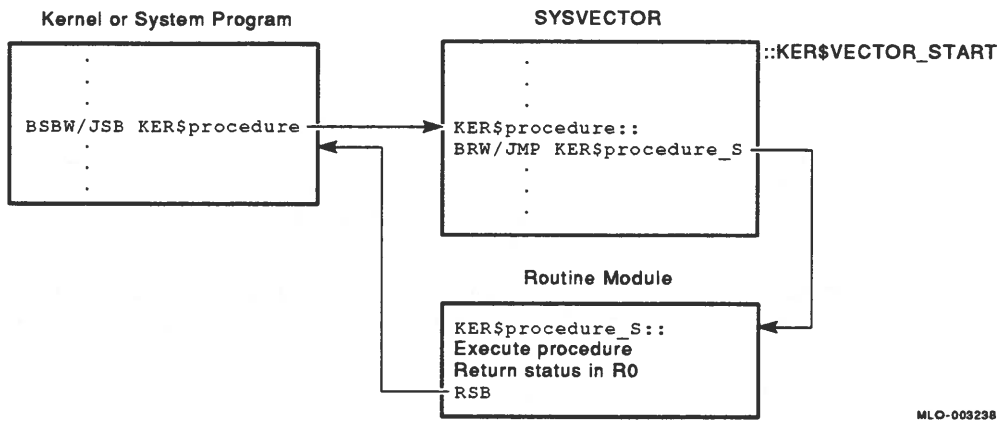 Kernel or System Program
BSBW/JSB KER$procedure
SYSVECTOR
::KER$VECTOR_START
KER$procedure::
BRW/JMP KER$procedure_S
Routine Module
KER$procedure_S::
Execute procedure
Return status in R0
RSB
MLO-003238